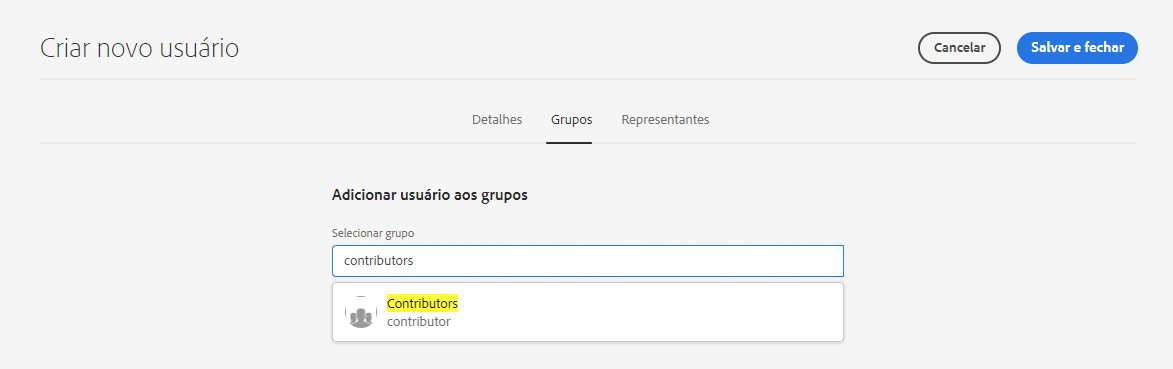 Criar novo usuário
Cancelar
Salvar e fechar
Detalhes
Grupos
Representantes
Adicionar usuário aos grupos
Selecionar grupo
contributors
Contributors
contributor